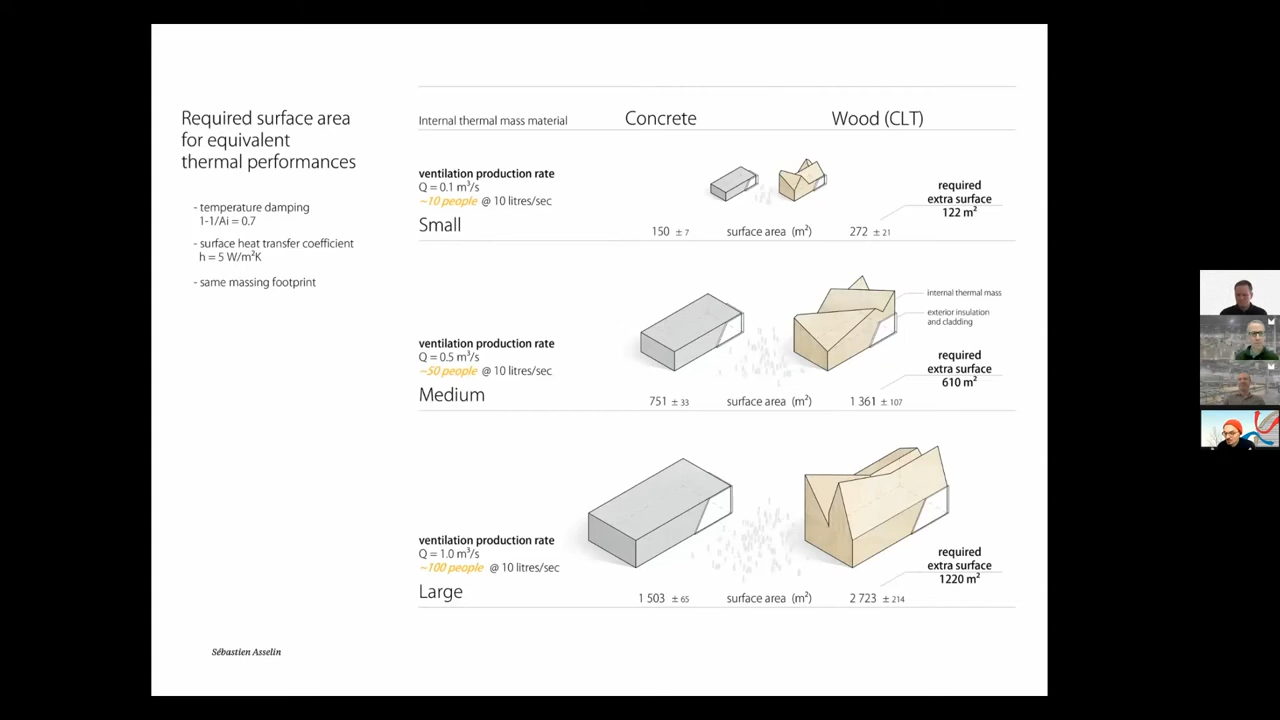 Required surface area
for equivalent
thermal performances
- temperature damping
1-1/Ai = 0.7
- surface heat transfer coefficient
h = 5 W/m²K
- same massing footprint
Internal thermal mass material
Concrete
Wood (CLT)
ventilation production rate
Q = 0.1 m³/s
~10 people @ 10 litres/sec
Small
150 ± 7
surface area (m²)
272 ± 21
required
extra surface
122 m²
ventilation production rate
Q = 0.5 m³/s
~50 people @ 10 litres/sec
Medium
751 ± 33
surface area (m²)
1 361 ± 107
internal thermal mass
exterior insulation
and cladding
required
extra surface
610 m²
ventilation production rate
Q = 1.0 m³/s
~100 people @ 10 litres/sec
Large
1 503 ± 65
surface area (m²)
2 723 ± 214
required
extra surface
1220 m²
Sébastien Asselin